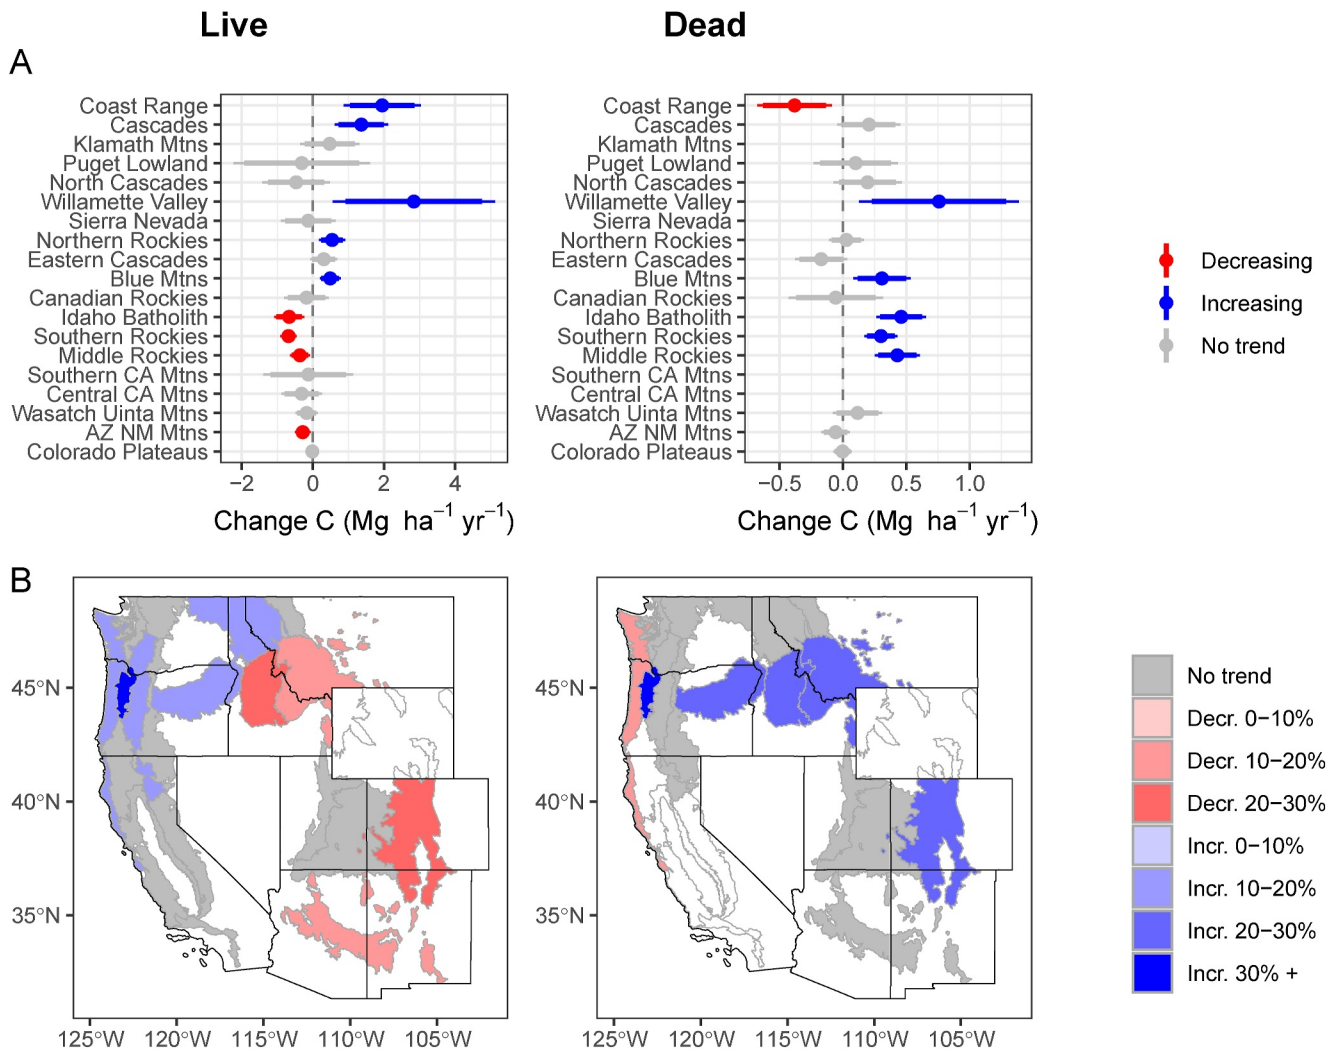 Live
Dead
A
Coast Range
Cascades
Klamath Mtns
Puget Lowland
North Cascades
Willamette Valley
Sierra Nevada
Northern Rockies
Eastern Cascades
Blue Mtns
Canadian Rockies
Idaho Batholith
Southern Rockies
Middle Rockies
Southern CA Mtns
Central CA Mtns
Wasatch Uinta Mtns
AZ NM Mtns
Colorado Plateaus
−2 0 2 4
Change C (Mg ha⁻¹ yr⁻¹)
Coast Range
Cascades
Klamath Mtns
Puget Lowland
North Cascades
Willamette Valley
Sierra Nevada
Northern Rockies
Eastern Cascades
Blue Mtns
Canadian Rockies
Idaho Batholith
Southern Rockies
Middle Rockies
Southern CA Mtns
Central CA Mtns
Wasatch Uinta Mtns
AZ NM Mtns
Colorado Plateaus
−0.5 0.0 0.5 1.0
Change C (Mg ha⁻¹ yr⁻¹)
Decreasing
Increasing
No trend
B
45°N
40°N
35°N
125°W 120°W 115°W 110°W 105°W
45°N
40°N
35°N
125°W 120°W 115°W 110°W 105°W
No trend
Decr. 0−10%
Decr. 10−20%
Decr. 20−30%
Incr. 0−10%
Incr. 10−20%
Incr. 20−30%
Incr. 30% +